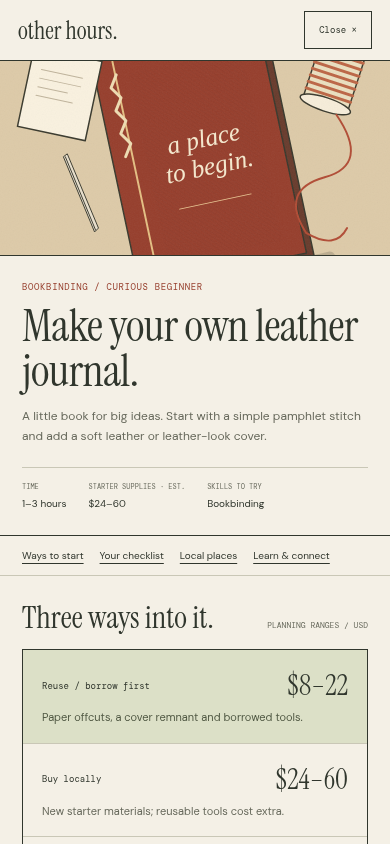 other hours.
Close ×
a place
to begin.
BOOKBINDING / CURIOUS BEGINNER
Make your own leather
journal.
A little book for big ideas. Start with a simple pamphlet stitch
and add a soft leather or leather-look cover.
TIME
1–3 hours
STARTER SUPPLIES · EST.
$24–60
SKILLS TO TRY
Bookbinding
Ways to start Your checklist Local places Learn & connect
Three ways into it.
PLANNING RANGES / USD
Reuse / borrow first
$8–22
Paper offcuts, a cover remnant and borrowed tools.
Buy locally
$24–60
New starter materials; reusable tools cost extra.